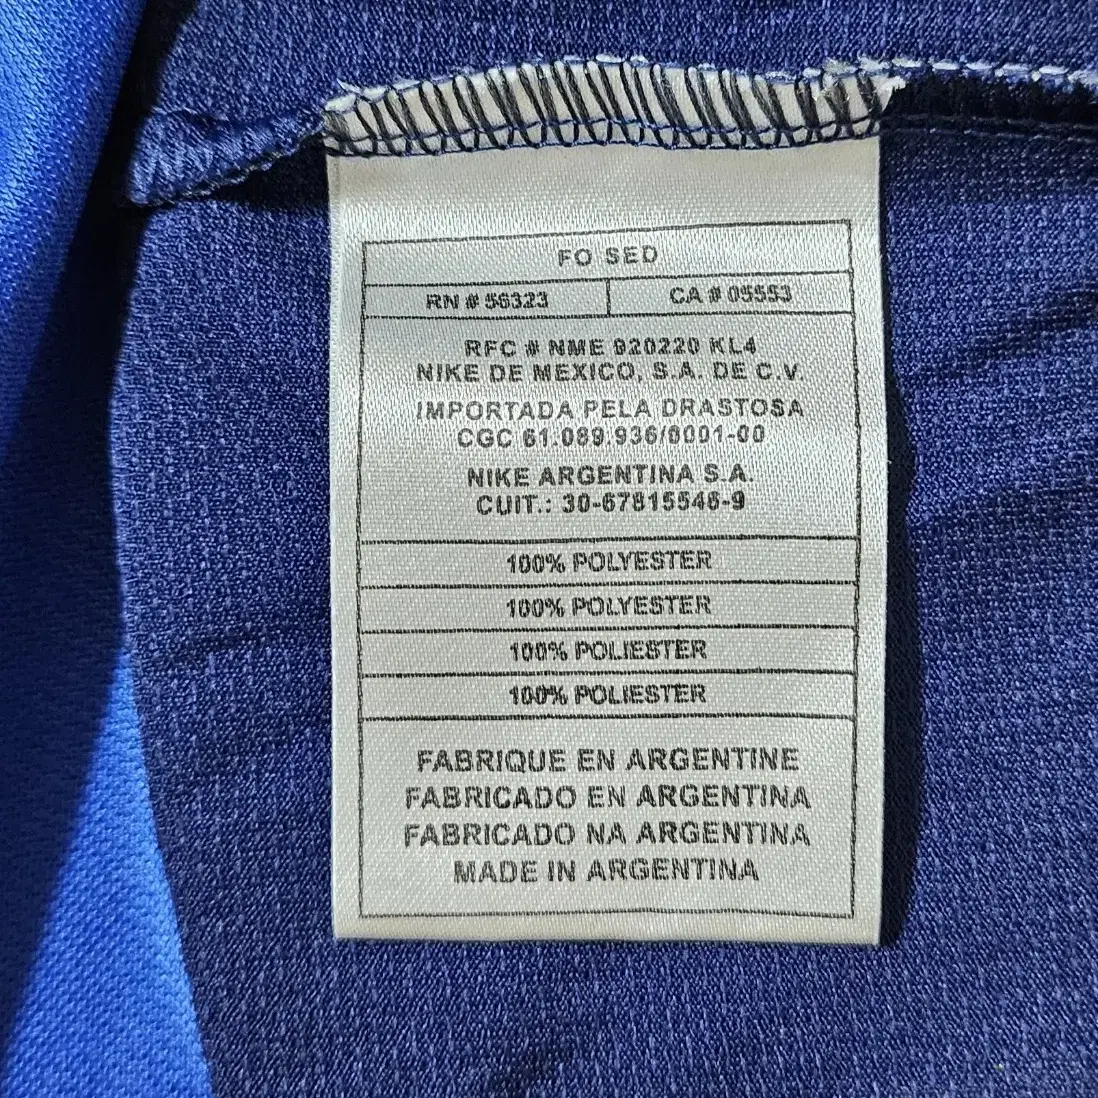 FO SED
RN # 56323 CA # 05553
RFC # NME 920220 KL4
NIKE DE MEXICO, S.A. DE C.V.
IMPORTADA PELA DRASTOSA
CGC 61.089.936/0001-00
NIKE ARGENTINA S.A.
CUIT.: 30-67815546-9
100% POLYESTER
100% POLYESTER
100% POLIESTER
100% POLIESTER
FABRIQUE EN ARGENTINE
FABRICADO EN ARGENTINA
FABRICADO NA ARGENTINA
MADE IN ARGENTINA